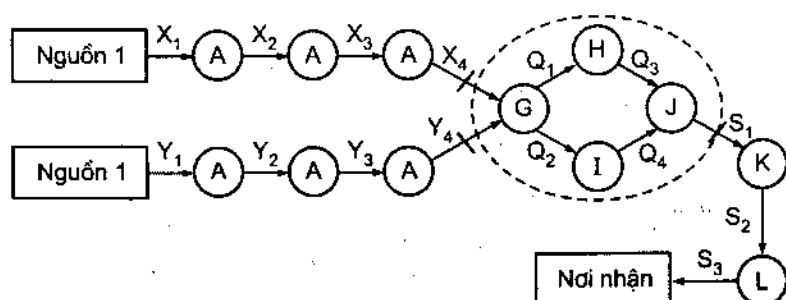 Nguồn 1 X₁ A X₂ A X₃ A X₄
Y₁ A Y₂ A Y₃ A Y₄
Nguồn 1
G Q₁ H Q₃ J S₁
Q₂ I Q₄
K
S₂
L
S₃
Nơi nhận